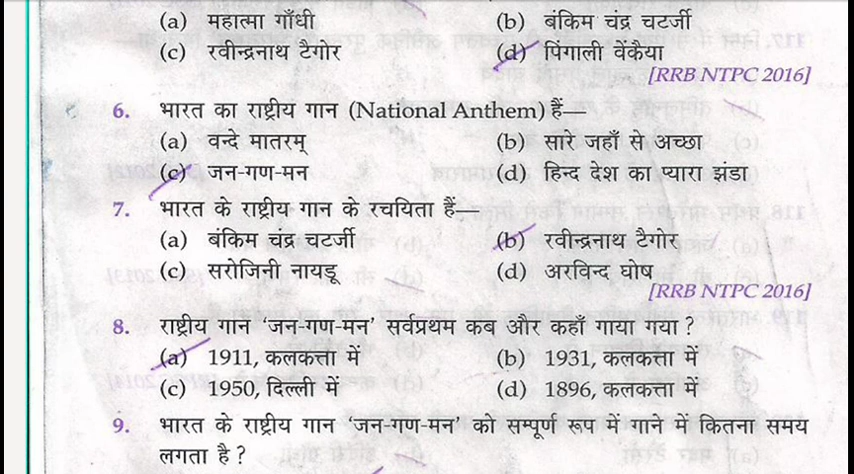 (a) महात्मा गाँधी (b) बंकिम चंद्र चटर्जी
(c) रवीन्द्रनाथ टैगोर (d) पिंगाली वेंकैया
[RRB NTPC 2016]
6. भारत का राष्ट्रीय गान (National Anthem) हैं—
(a) वन्दे मातरम् (b) सारे जहाँ से अच्छा
(c) जन-गण-मन (d) हिन्द देश का प्यारा झंडा
7. भारत के राष्ट्रीय गान के रचयिता हैं—
(a) बंकिम चंद्र चटर्जी (b) रवीन्द्रनाथ टैगोर
(c) सरोजिनी नायडू (d) अरविन्द घोष
[RRB NTPC 2016]
8. राष्ट्रीय गान ‘जन-गण-मन’ सर्वप्रथम कब और कहाँ गाया गया ?
(a) 1911, कलकत्ता में (b) 1931, कलकत्ता में
(c) 1950, दिल्ली में (d) 1896, कलकत्ता में
9. भारत के राष्ट्रीय गान ‘जन-गण-मन’ को सम्पूर्ण रूप में गाने में कितना समय
लगता है ?